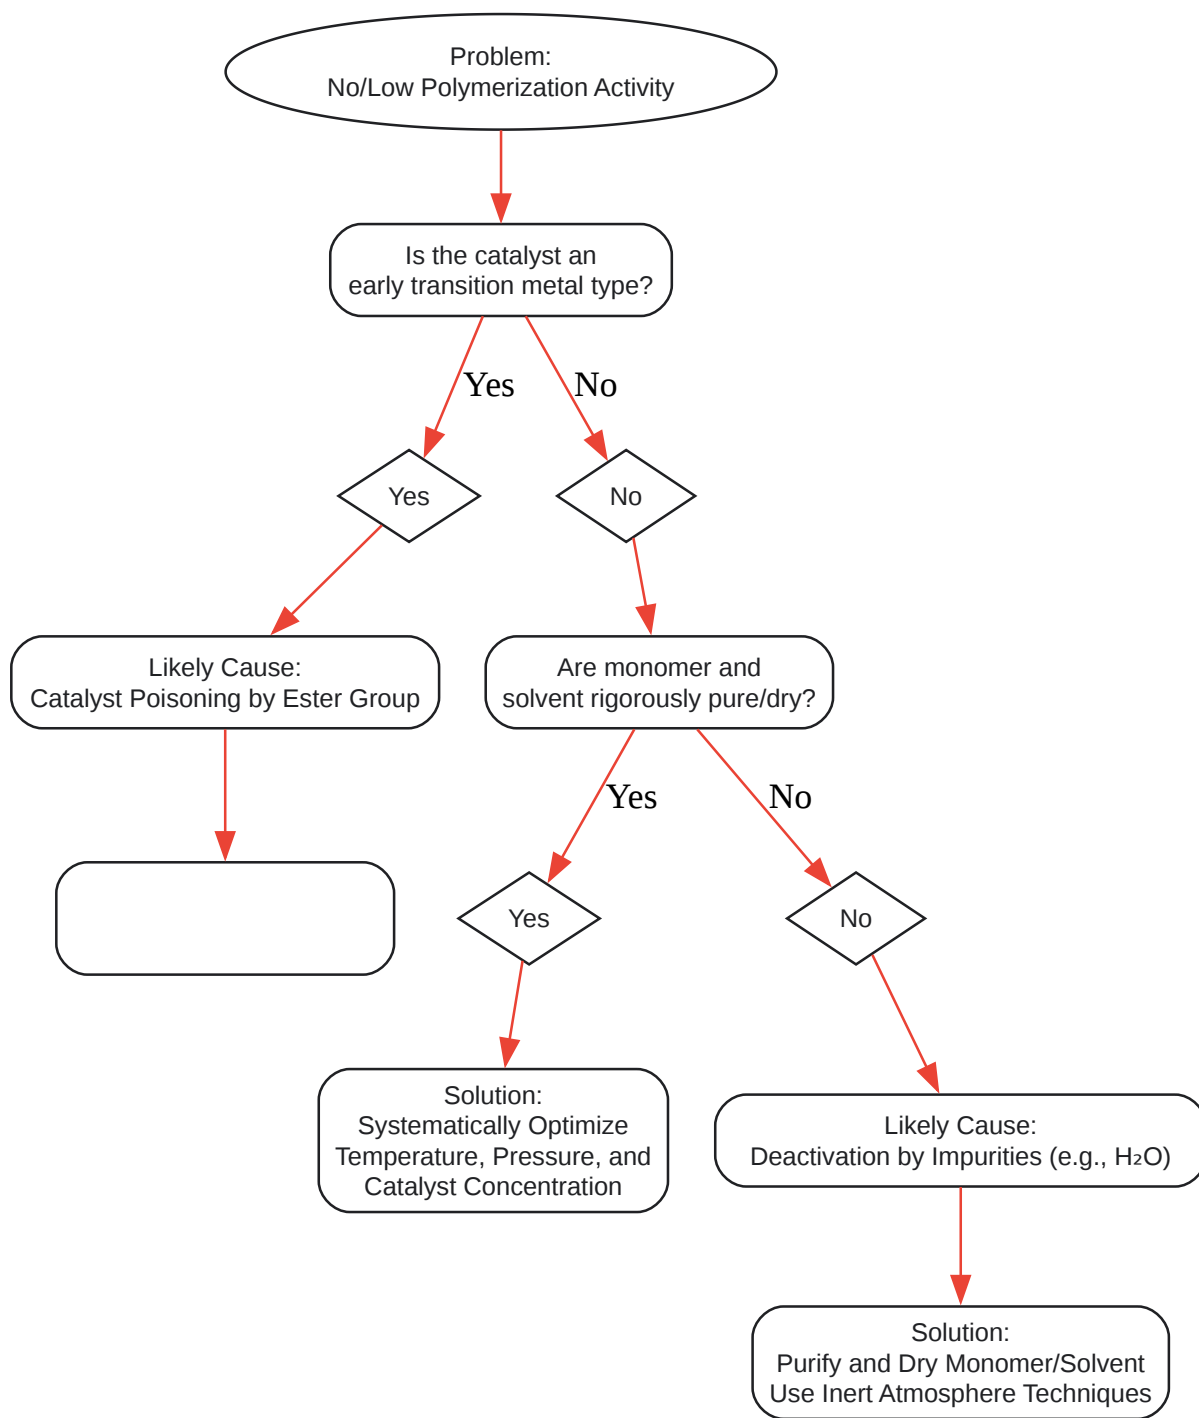 Problem:
No/Low Polymerization Activity
Is the catalyst an
early transition metal type?
Yes
No
Yes
No
Likely Cause:
Catalyst Poisoning by Ester Group
Are monomer and
solvent rigorously pure/dry?
Yes
No
Yes
No
Solution:
Systematically Optimize
Temperature, Pressure, and
Catalyst Concentration
Likely Cause:
Deactivation by Impurities (e.g., H₂O)
Solution:
Purify and Dry Monomer/Solvent
Use Inert Atmosphere Techniques